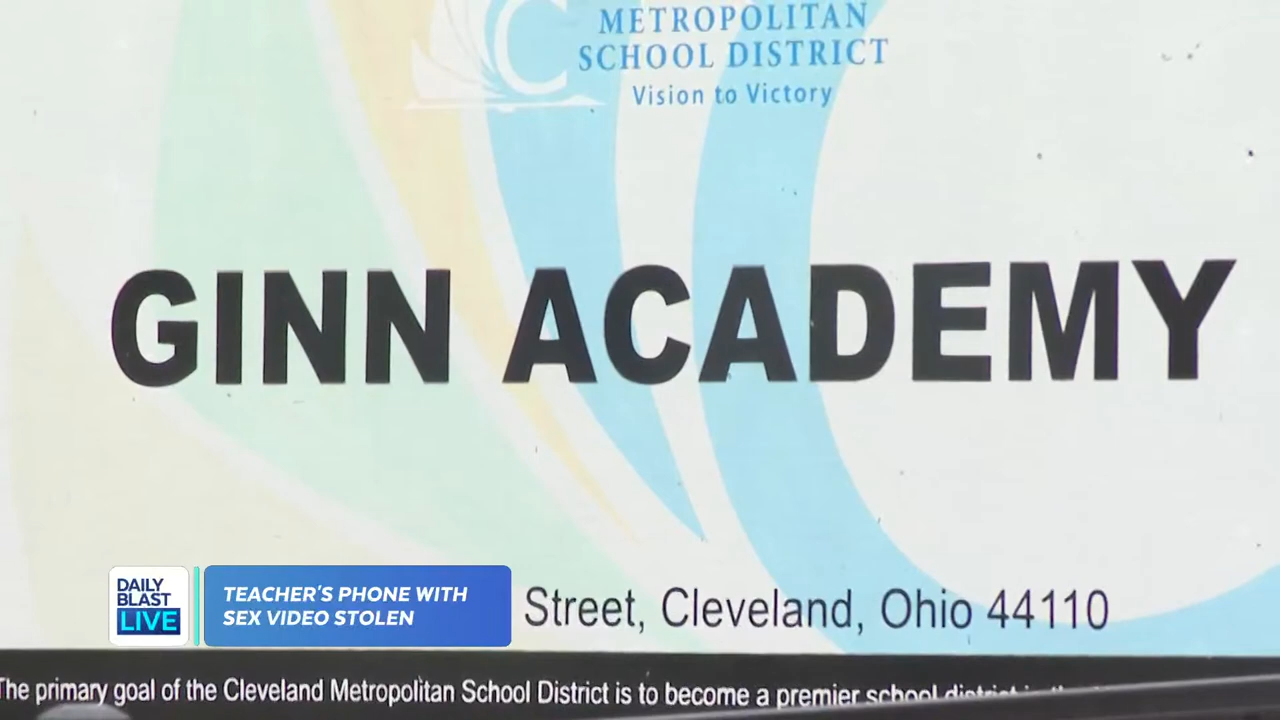 METROPOLITAN
SCHOOL DISTRICT
Vision to Victory
GINN ACADEMY
DAILY
BLAST
LIVE
TEACHER'S PHONE WITH
SEX VIDEO STOLEN
Street, Cleveland, Ohio 44110
The primary goal of the Cleveland Metropolitan School District is to become a premier school district